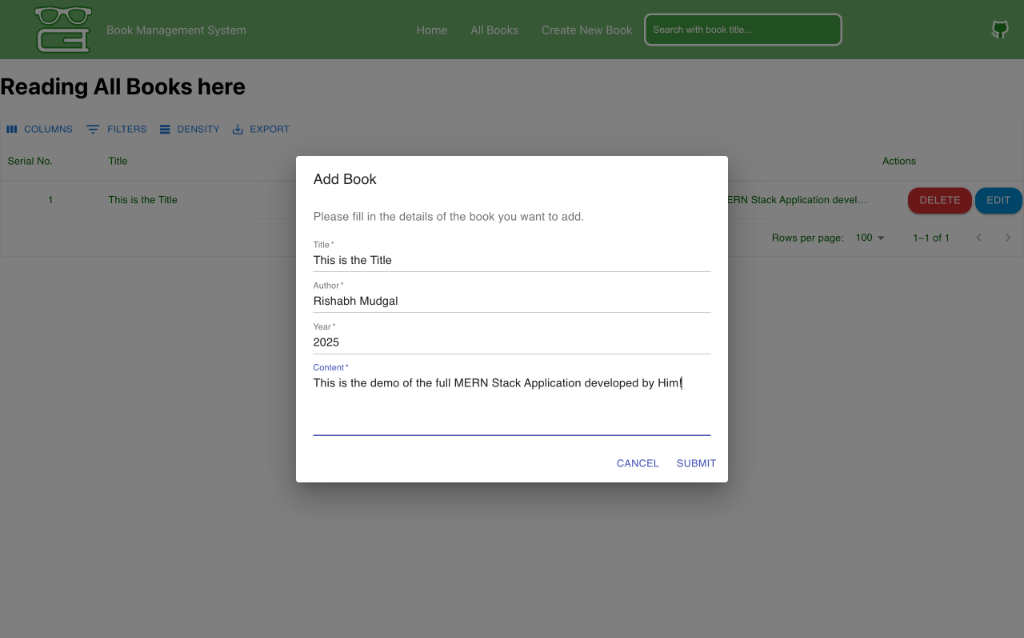 Book Management System
Home
All Books
Create New Book
Search with book title...
Reading All Books here
COLUMNS
FILTERS
DENSITY
EXPORT
Serial No.
Title
Actions
1
This is the Title
ERN Stack Application devel...
DELETE
EDIT
Rows per page:
100
1–1 of 1
Add Book
Please fill in the details of the book you want to add.
Title *
This is the Title
Author *
Rishabh Mudgal
Year *
2025
Content *
This is the demo of the full MERN Stack Application developed by Him!
CANCEL
SUBMIT